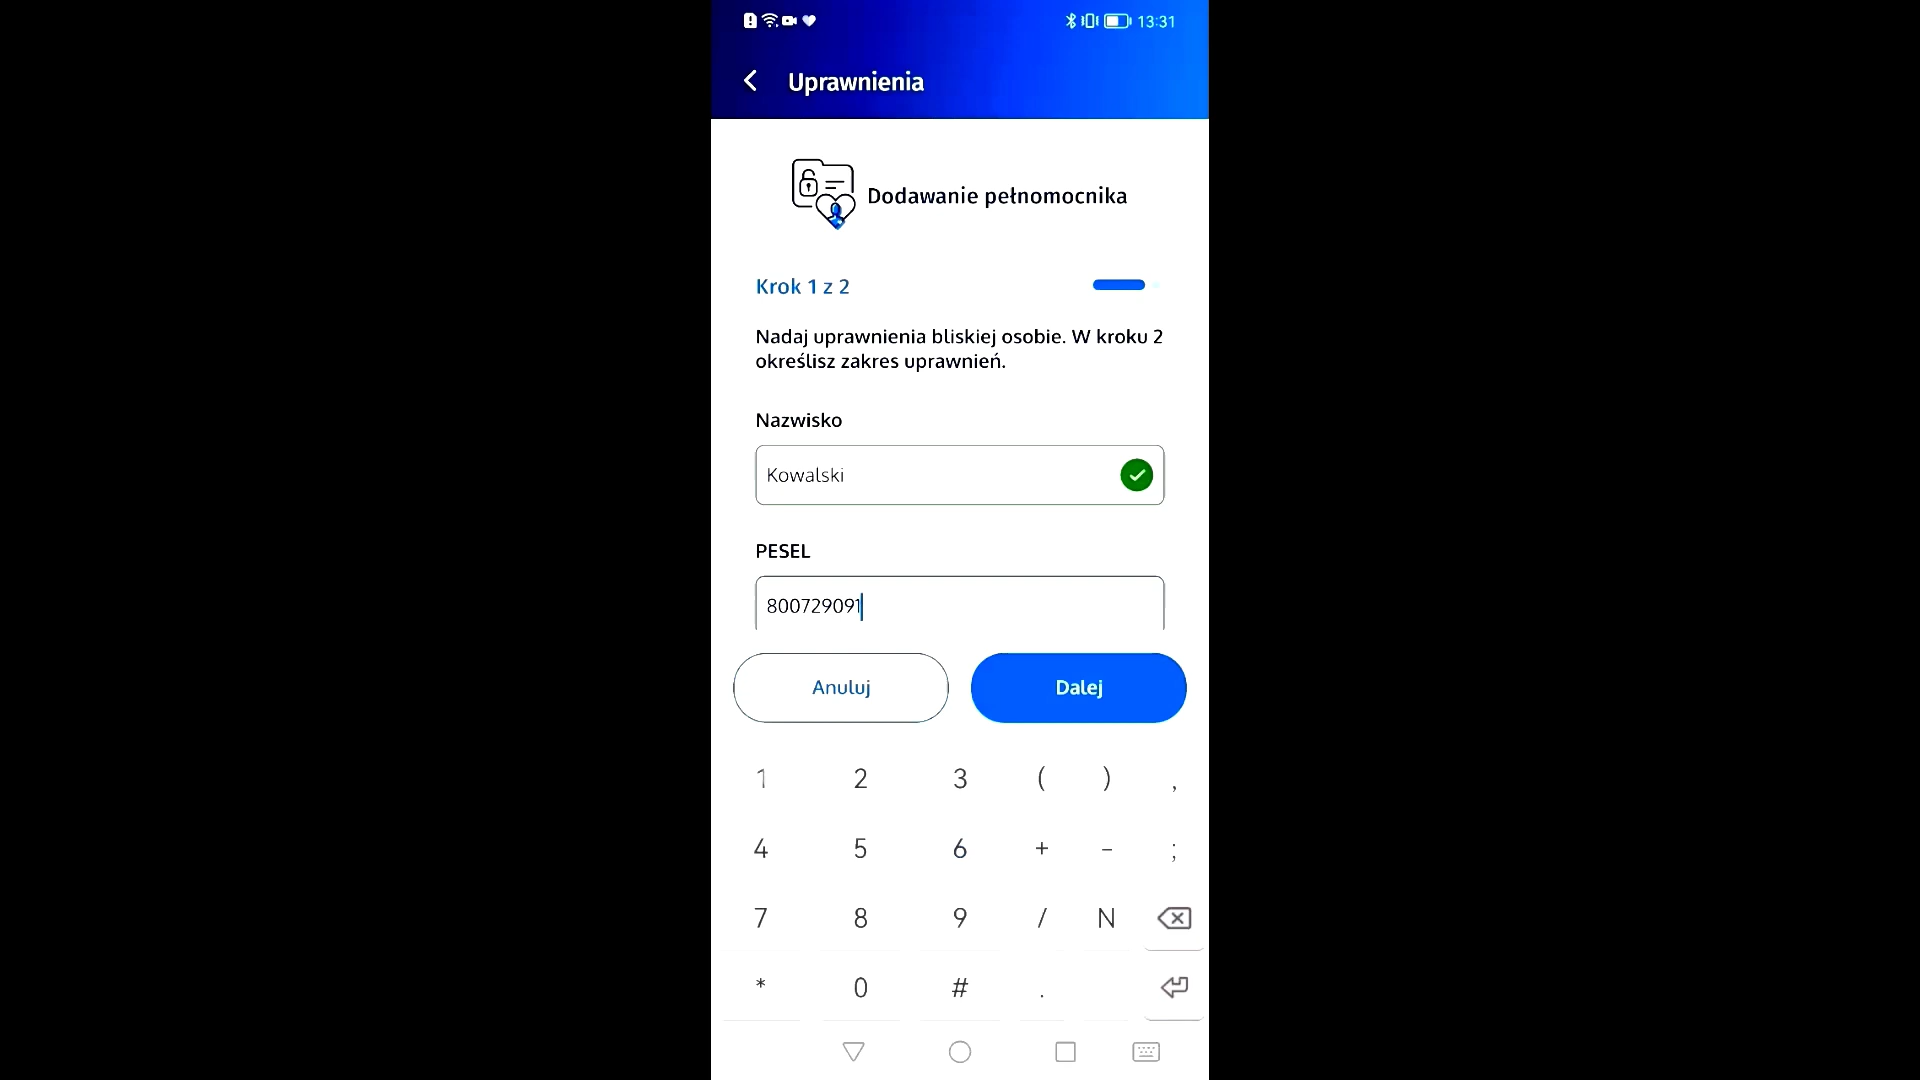 13:31
Uprawnienia
Dodawanie pełnomocnika
Krok 1 z 2
Nadaj uprawnienia bliskiej osobie. W kroku 2
określisz zakres uprawnień.
Nazwisko
Kowalski
PESEL
800729091
Anuluj Dalej
1 2 3 ( ) ,
4 5 6 + - ;
7 8 9 / N
* 0 # .